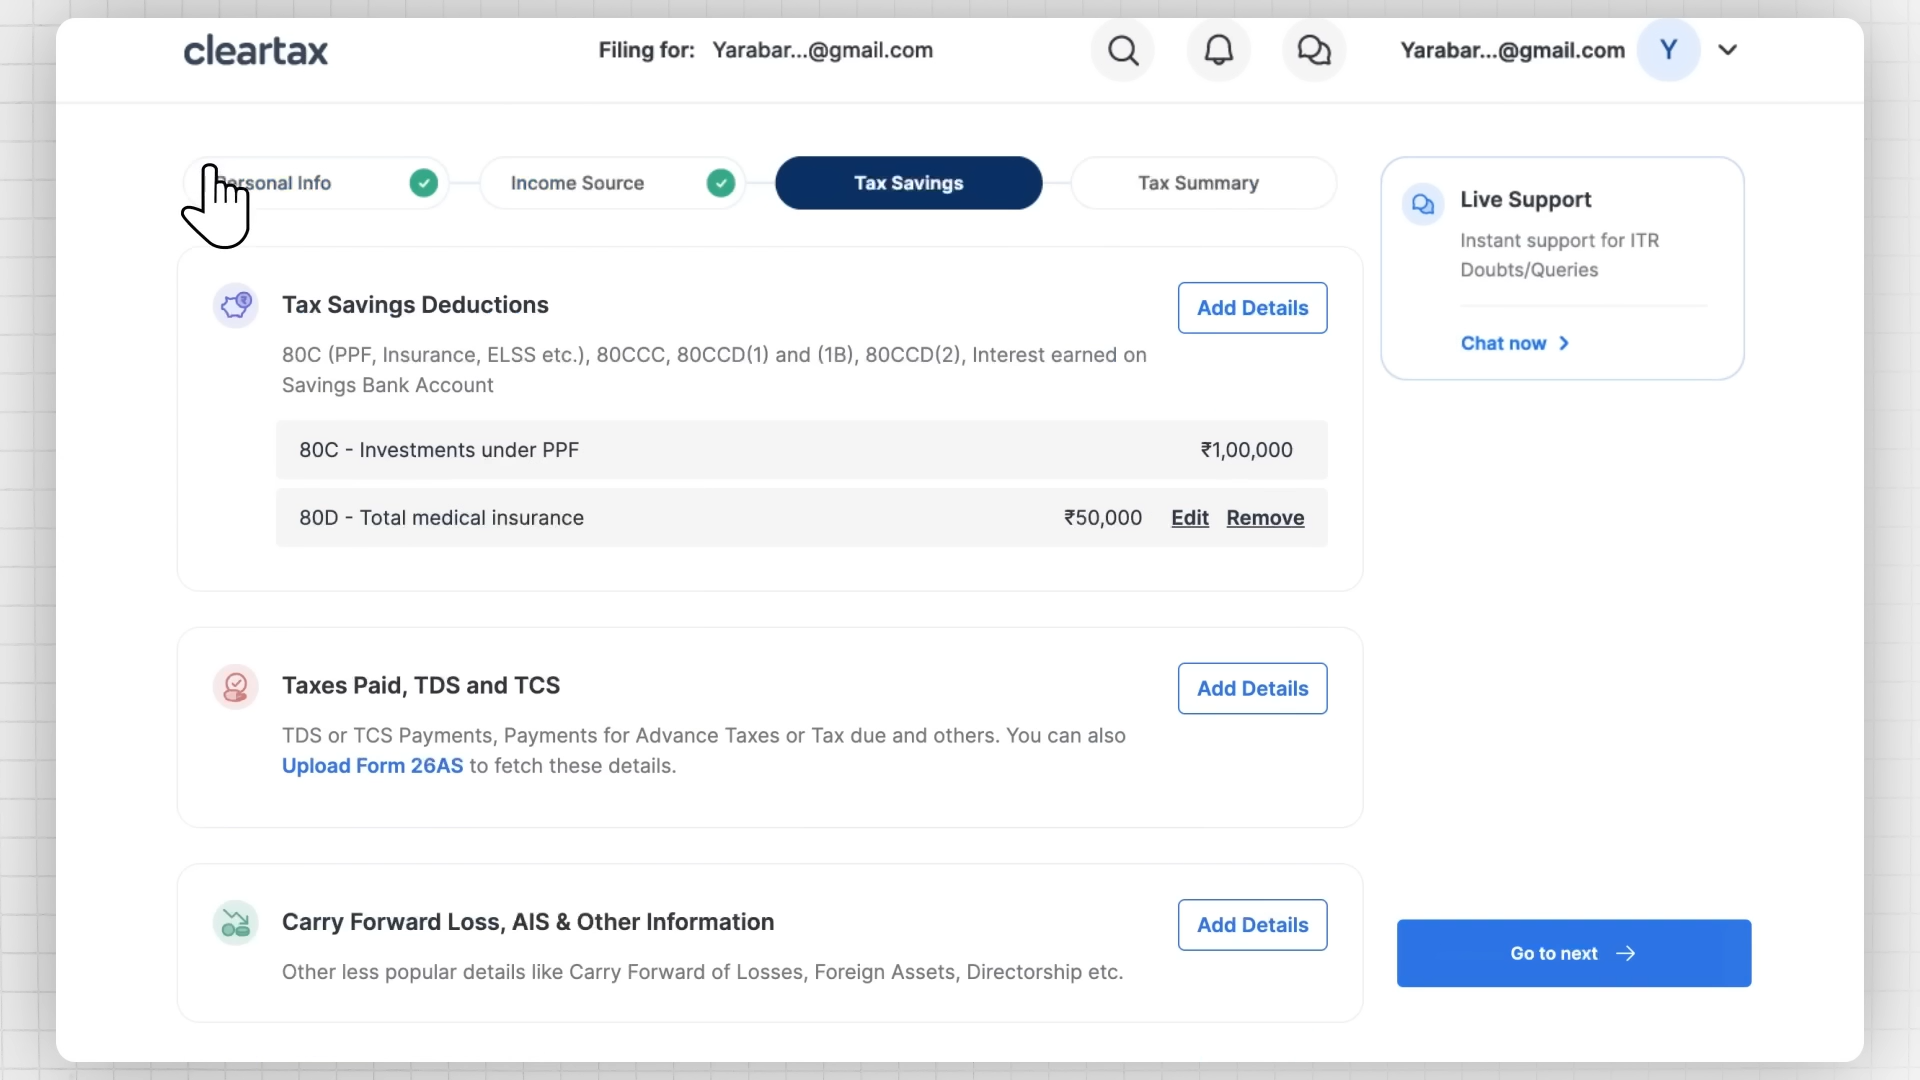 cleartax
Filing for: Yarabar...@gmail.com
Yarabar...@gmail.com
Y
Personal Info
Income Source
Tax Savings
Tax Summary
Live Support
Instant support for ITR
Doubts/Queries
Chat now
Tax Savings Deductions
Add Details
80C (PPF, Insurance, ELSS etc.), 80CCC, 80CCD(1) and (1B), 80CCD(2), Interest earned on
Savings Bank Account
80C - Investments under PPF ₹1,00,000
80D - Total medical insurance ₹50,000 Edit Remove
Taxes Paid, TDS and TCS
Add Details
TDS or TCS Payments, Payments for Advance Taxes or Tax due and others. You can also
Upload Form 26AS to fetch these details.
Carry Forward Loss, AIS & Other Information
Add Details
Other less popular details like Carry Forward of Losses, Foreign Assets, Directorship etc.
Go to next